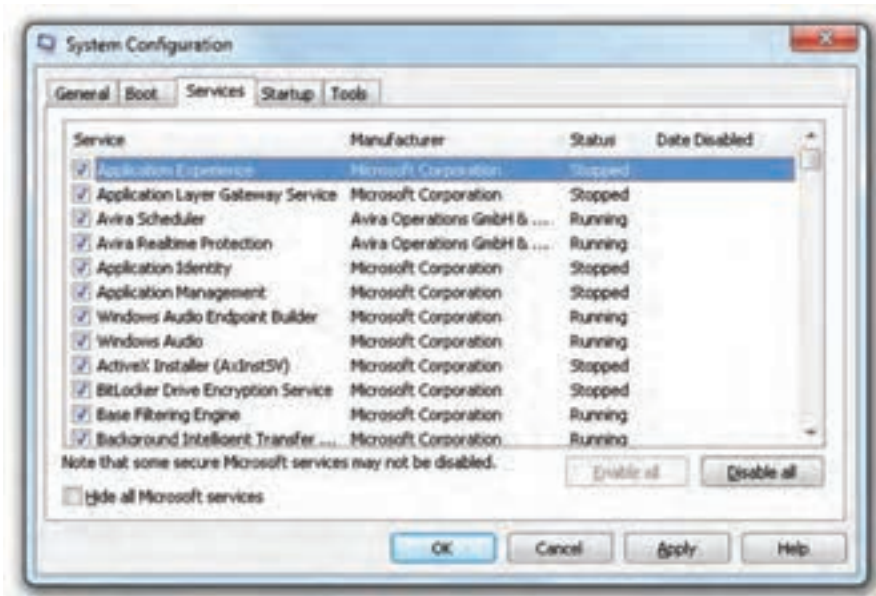 System Configuration
General Boot Services Startup Tools
Service Manufacturer Status Date Disabled
Application Experience Microsoft Corporation Stopped
Application Layer Gateway Service Microsoft Corporation Stopped
Avira Scheduler Avira Operations GmbH & .... Running
Avira Realtime Protection Avira Operations GmbH & .... Running
Application Identity Microsoft Corporation Stopped
Application Management Microsoft Corporation Stopped
Windows Audio Endpoint Builder Microsoft Corporation Running
Windows Audio Microsoft Corporation Running
ActiveX Installer (AxInstSV) Microsoft Corporation Stopped
BitLocker Drive Encryption Service Microsoft Corporation Stopped
Base Filtering Engine Microsoft Corporation Running
Background Intelligent Transfer ... Microsoft Corporation Running
Note that some secure Microsoft services may not be disabled.
Enable all Disable all
Hide all Microsoft services
OK Cancel Apply Help